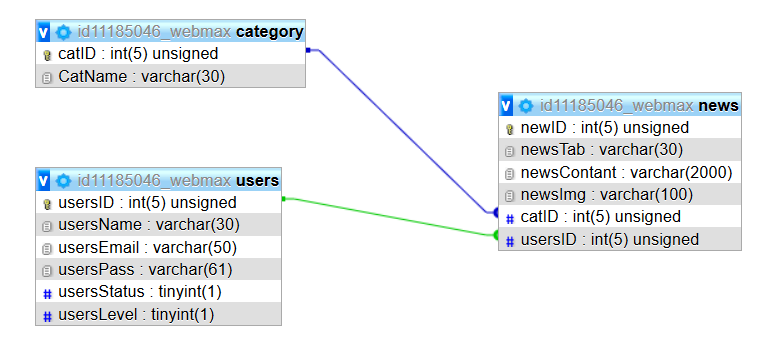 v id11185046_webmax category
catID : int(5) unsigned
CatName : varchar(30)
v id11185046_webmax users
usersID : int(5) unsigned
usersName : varchar(30)
usersEmail : varchar(50)
usersPass : varchar(61)
# usersStatus : tinyint(1)
# usersLevel : tinyint(1)
v id11185046_webmax news
newID : int(5) unsigned
newsTab : varchar(30)
newsContant : varchar(2000)
newsImg : varchar(100)
# catID : int(5) unsigned
# usersID : int(5) unsigned